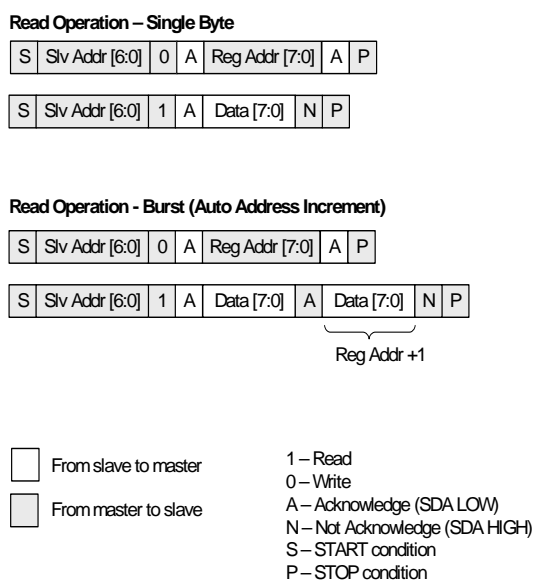 Read Operation – Single Byte
S Slv Addr [6:0] 0 A Reg Addr [7:0] A P
S Slv Addr [6:0] 1 A Data [7:0] N P
Read Operation - Burst (Auto Address Increment)
S Slv Addr [6:0] 0 A Reg Addr [7:0] A P
S Slv Addr [6:0] 1 A Data [7:0] A Data [7:0] N P
Reg Addr +1
From slave to master
From master to slave
1 – Read
0 – Write
A – Acknowledge (SDA LOW)
N – Not Acknowledge (SDA HIGH)
S – START condition
P – STOP condition